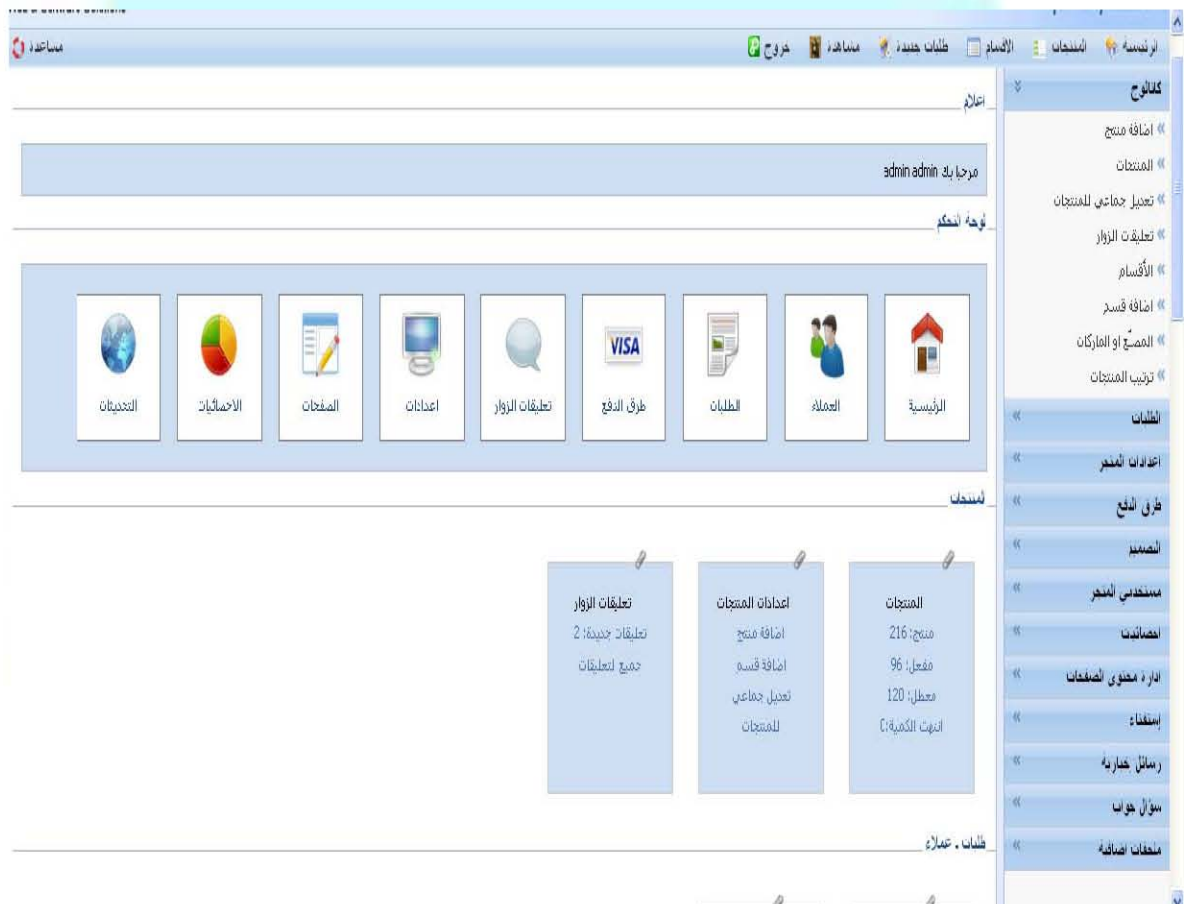 الرئيسية المنتجات الأقسام طلبات جديدة مشاهدة خروج
مساعدة
كتالوج
اضافة منتج
المنتجات
تعديل جماعي للمنتجات
تعليقات الزوار
الأقسام
اضافة قسم
المصنّع او الماركات
ترتيب المنتجات
الطلبات
اعدادات المتجر
طرق الدفع
التصميم
مستخدمي المتجر
احصائيات
ادارة محتوى الصفحات
إستفتاء
رسائل إخبارية
سؤال جواب
ملحقات اضافية
اعلام
مرحبا بك admin admin
لوحة التحكم
الرئيسية
العملاء
الطلبات
VISA
طرق الدفع
تعليقات الزوار
اعدادات
الصفحات
الاحصائيات
التحديثات
المنتجات
المنتجات
منتج: 216
مفعل: 96
معطل: 120
انتهت الكمية:
اعدادات المنتجات
اضافة منتج
اضافة قسم
تعديل جماعي
للمنتجات
تعليقات الزوار
تعليقات جديدة: 2
جميع التعليقات
طلبات . عملاء